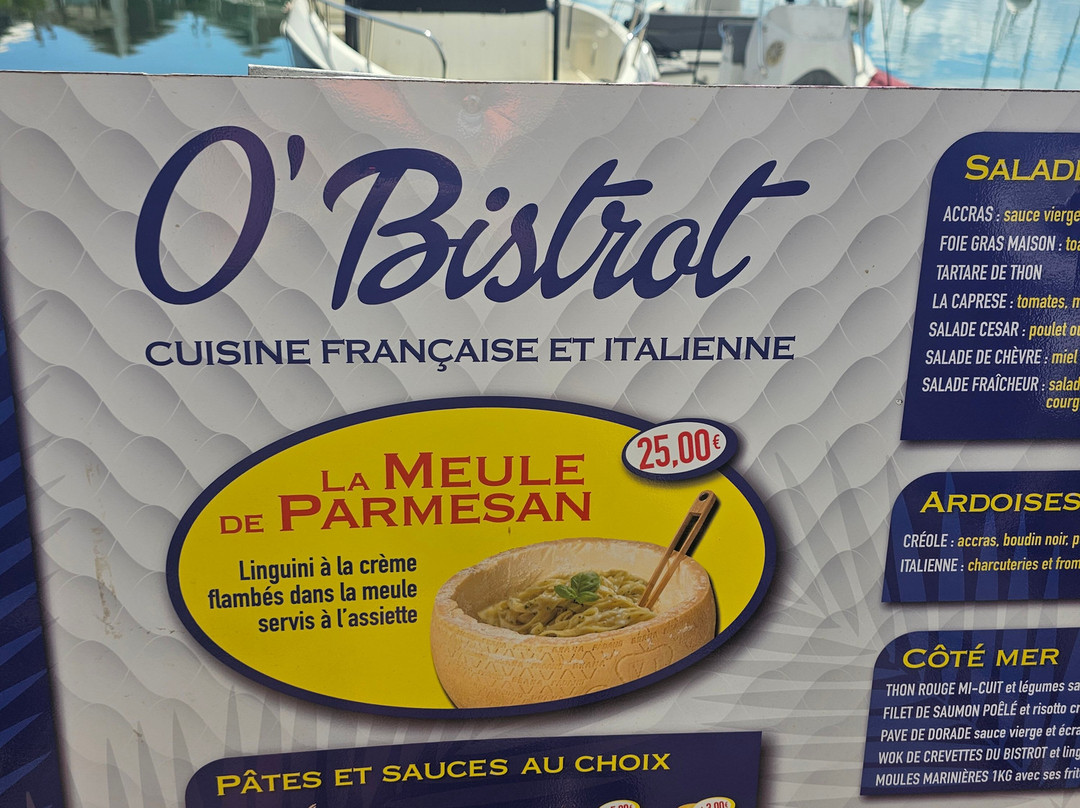 O'Bistrot
CUISINE FRANÇAISE ET ITALIENNE
LA MEULE
DE PARMESAN
25,00€
Linguini à la crème
flambés dans la meule
servis à l'assiette
PÂTES ET SAUCES AU CHOIX
ACCRAS : sauce vierge
FOIE GRAS MAISON :
TARTARE DE THON
LA CAPRESE : tomates,
SALADE CESAR : poulet
SALADE DE CHÈVRE : miel
SALADE FRAÎCHEUR :
ARDOISES
CRÉOLE : accras, boudin noir,
ITALIENNE : charcuteries et
CÔTÉ MER
THON ROUGE MI-CUIT et légumes
FILET DE SAUMON POÊLÉ et risotto
PAVE DE DORADE sauce vierge et
WOK DE CREVETTES DU BISTROT et
MOULES MARINIÈRES 1KG avec ses